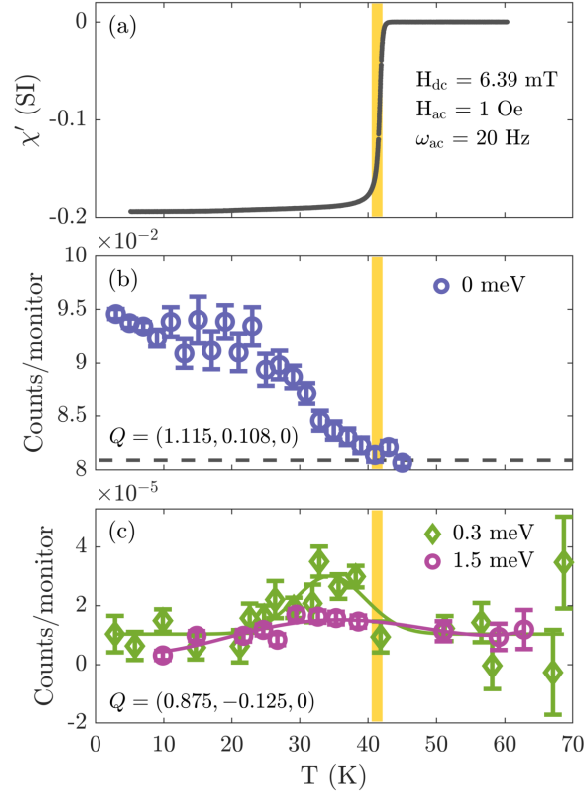 (a)
0
-0.1
-0.2
χ′ (SI)
H_dc = 6.39 mT
H_ac = 1 Oe
ω_ac = 20 Hz
×10⁻²
(b)
10
9.5
9
8.5
8
Counts/monitor
0 meV
Q = (1.115, 0.108, 0)
×10⁻⁵
(c)
4
2
0
-2
Counts/monitor
0.3 meV
1.5 meV
Q = (0.875, −0.125, 0)
0 10 20 30 40 50 60 70
T (K)